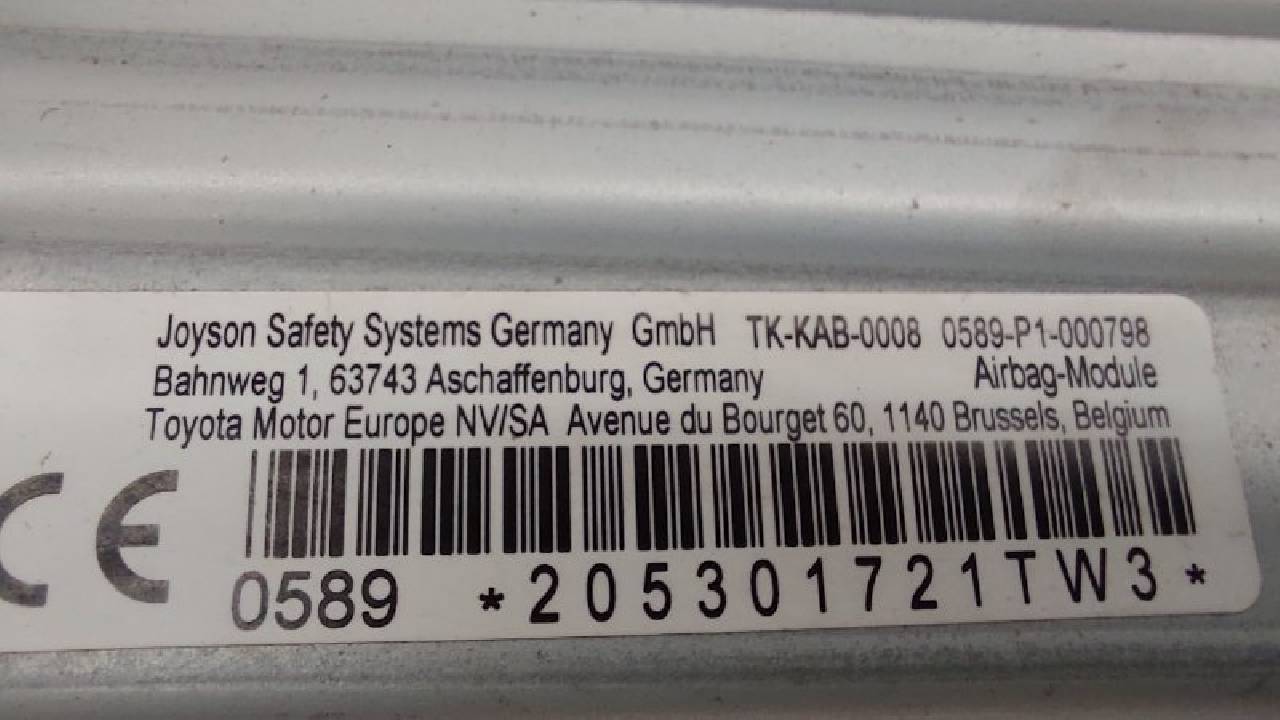 Joyson Safety Systems Germany GmbH TK-KAB-0008 0589-P1-000798
Bahnweg 1, 63743 Aschaffenburg, Germany Airbag-Module
Toyota Motor Europe NV/SA Avenue du Bourget 60, 1140 Brussels, Belgium
CE
0589 *205301721TW3*